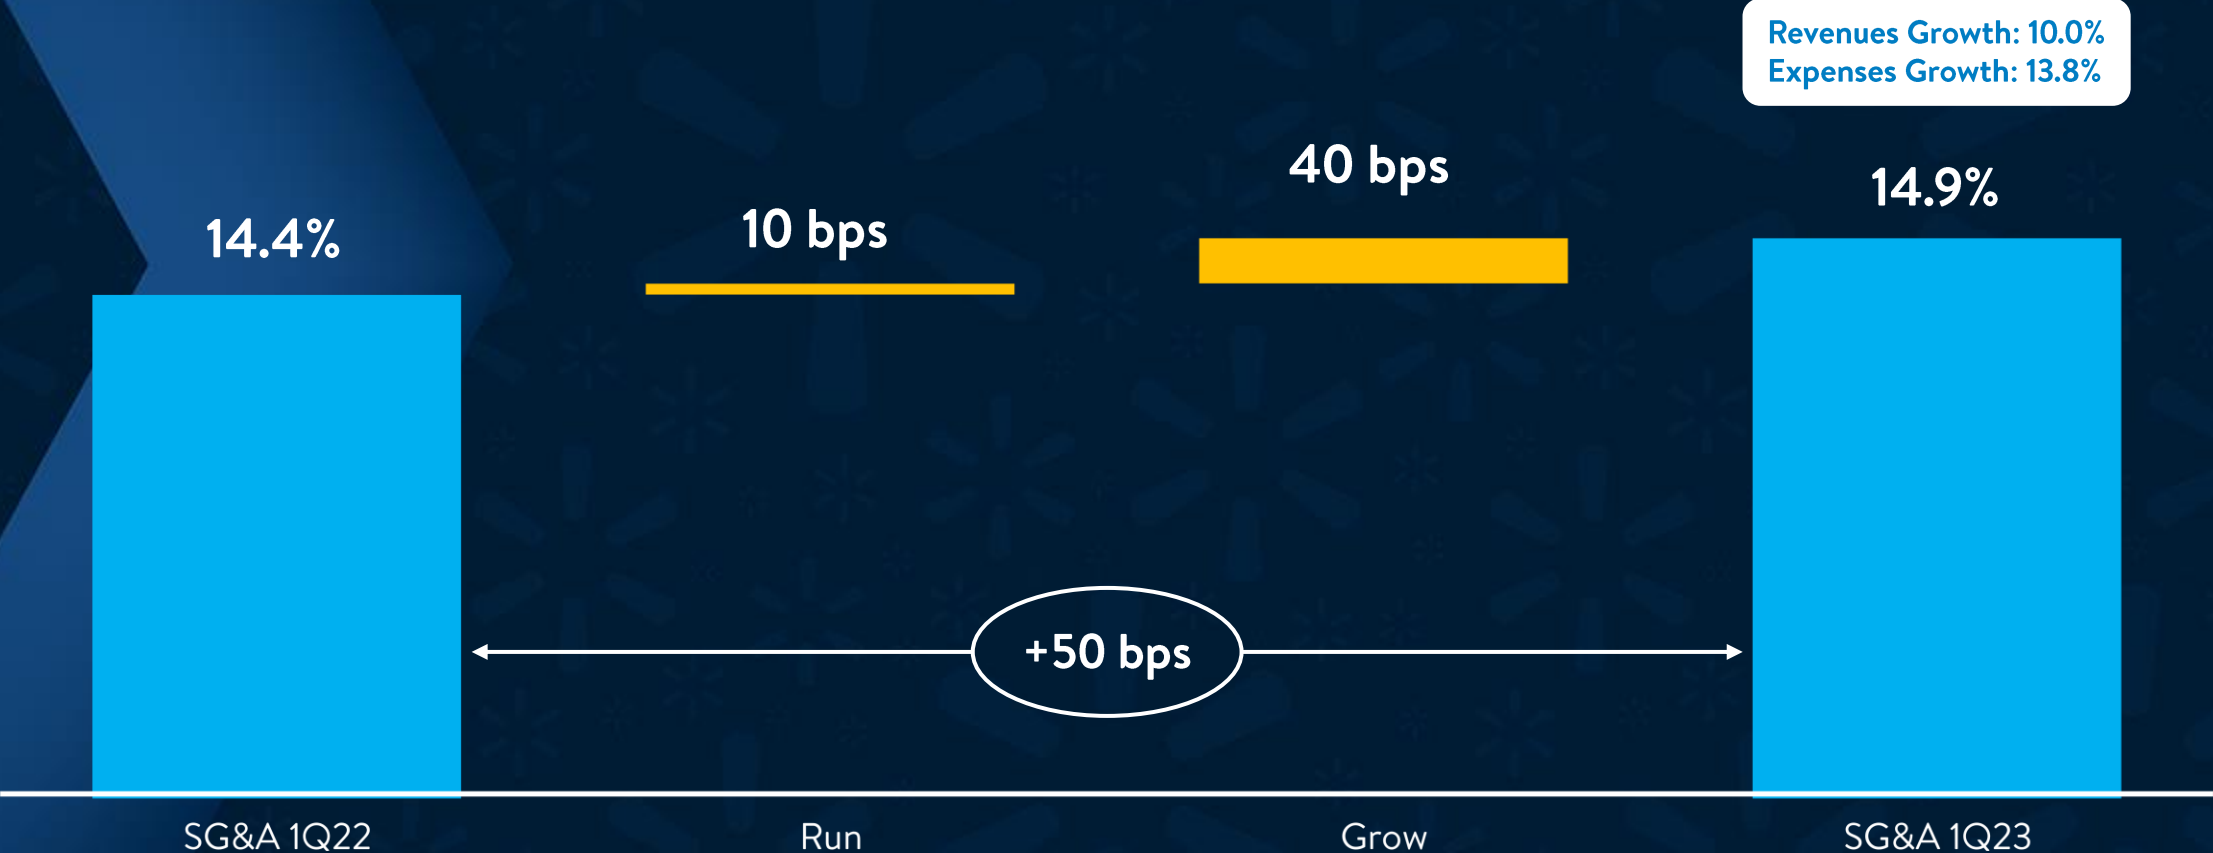 Revenues Growth: 10.0%
Expenses Growth: 13.8%
14.4%
10 bps
40 bps
14.9%
+50 bps
SG&A 1Q22
Run
Grow
SG&A 1Q23